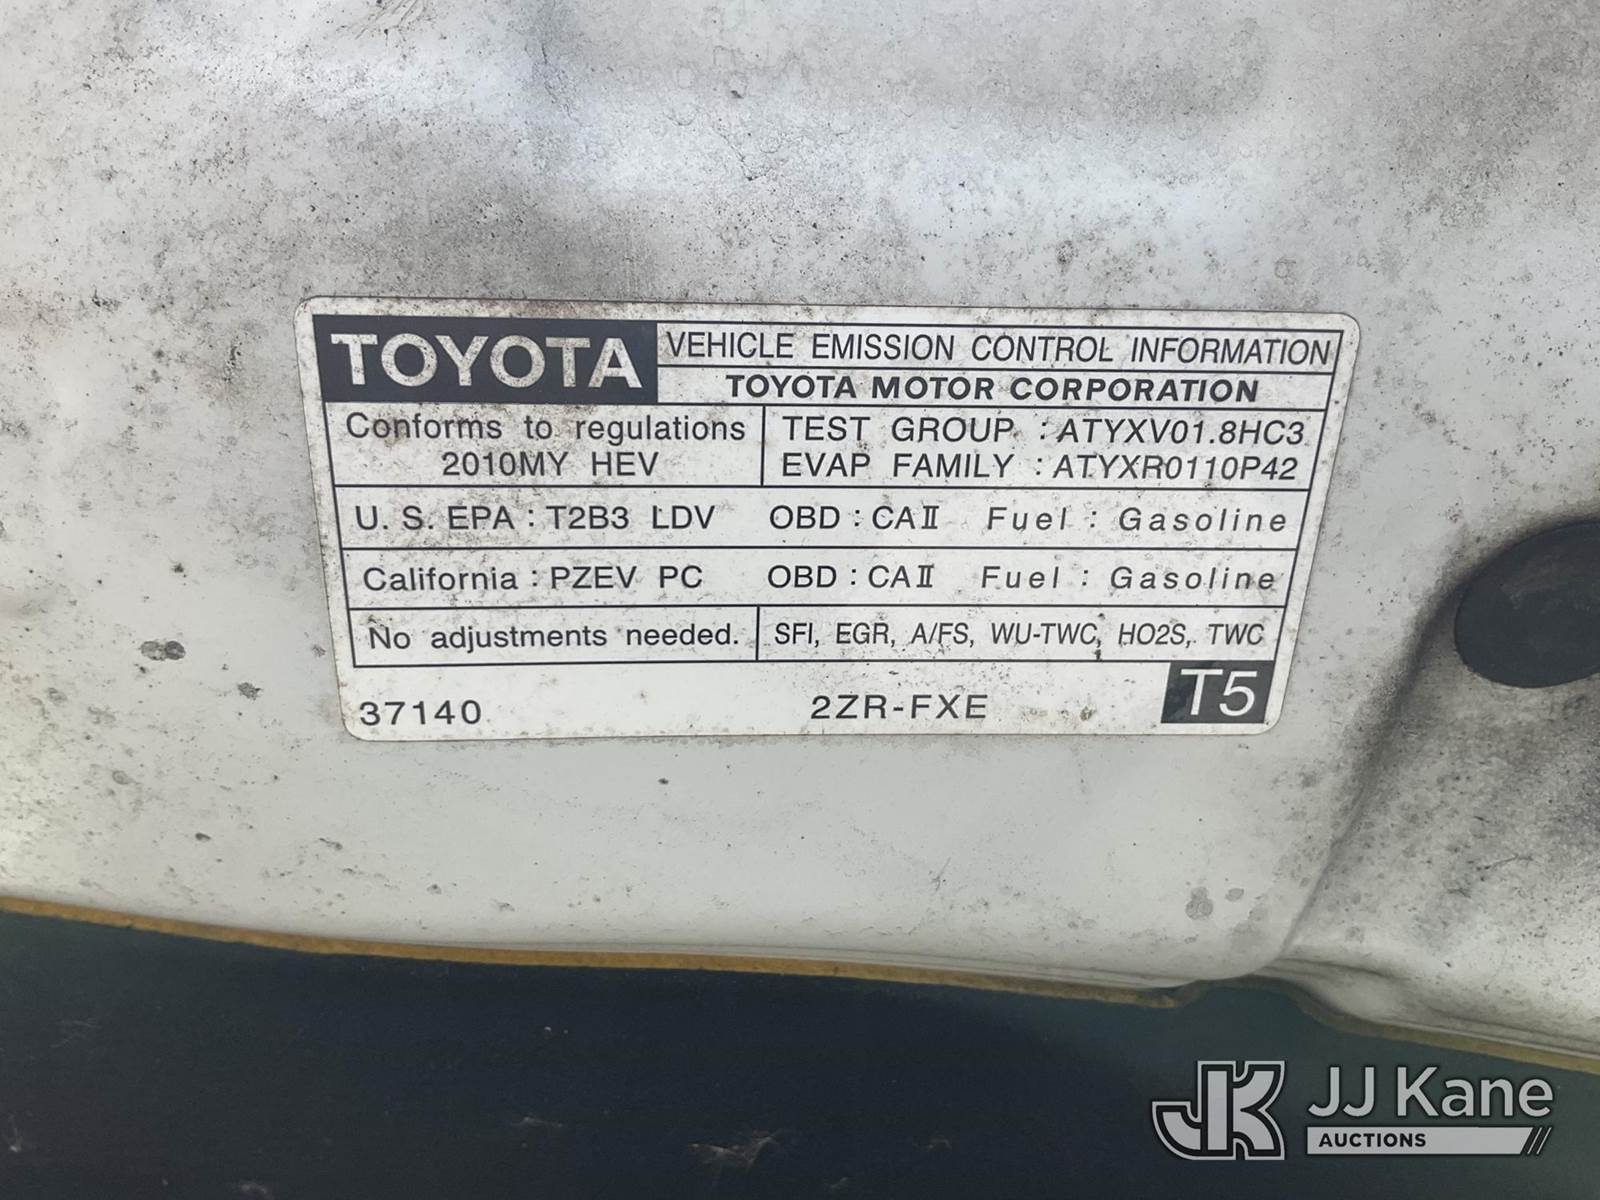 TOYOTA
VEHICLE EMISSION CONTROL INFORMATION
TOYOTA MOTOR CORPORATION
Conforms to regulations
2010MY HEV
TEST GROUP : ATYXV01.8HC3
EVAP FAMILY : ATYXR0110P42
U. S. EPA : T2B3 LDV OBD : CAⅡ Fuel : Gasoline
California : PZEV PC OBD : CAⅡ Fuel : Gasoline
No adjustments needed.
SFI, EGR, A/FS, WU-TWC, HO2S, TWC
37140
2ZR-FXE
T5
JK
JJ Kane
AUCTIONS